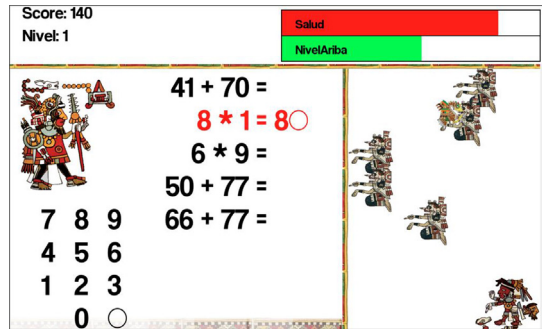 Score: 140
Nivel: 1
Salud
NivelAriba
41 + 70 =
8 * 1 = 8
6 * 9 =
50 + 77 =
66 + 77 =
7 8 9
4 5 6
1 2 3
0